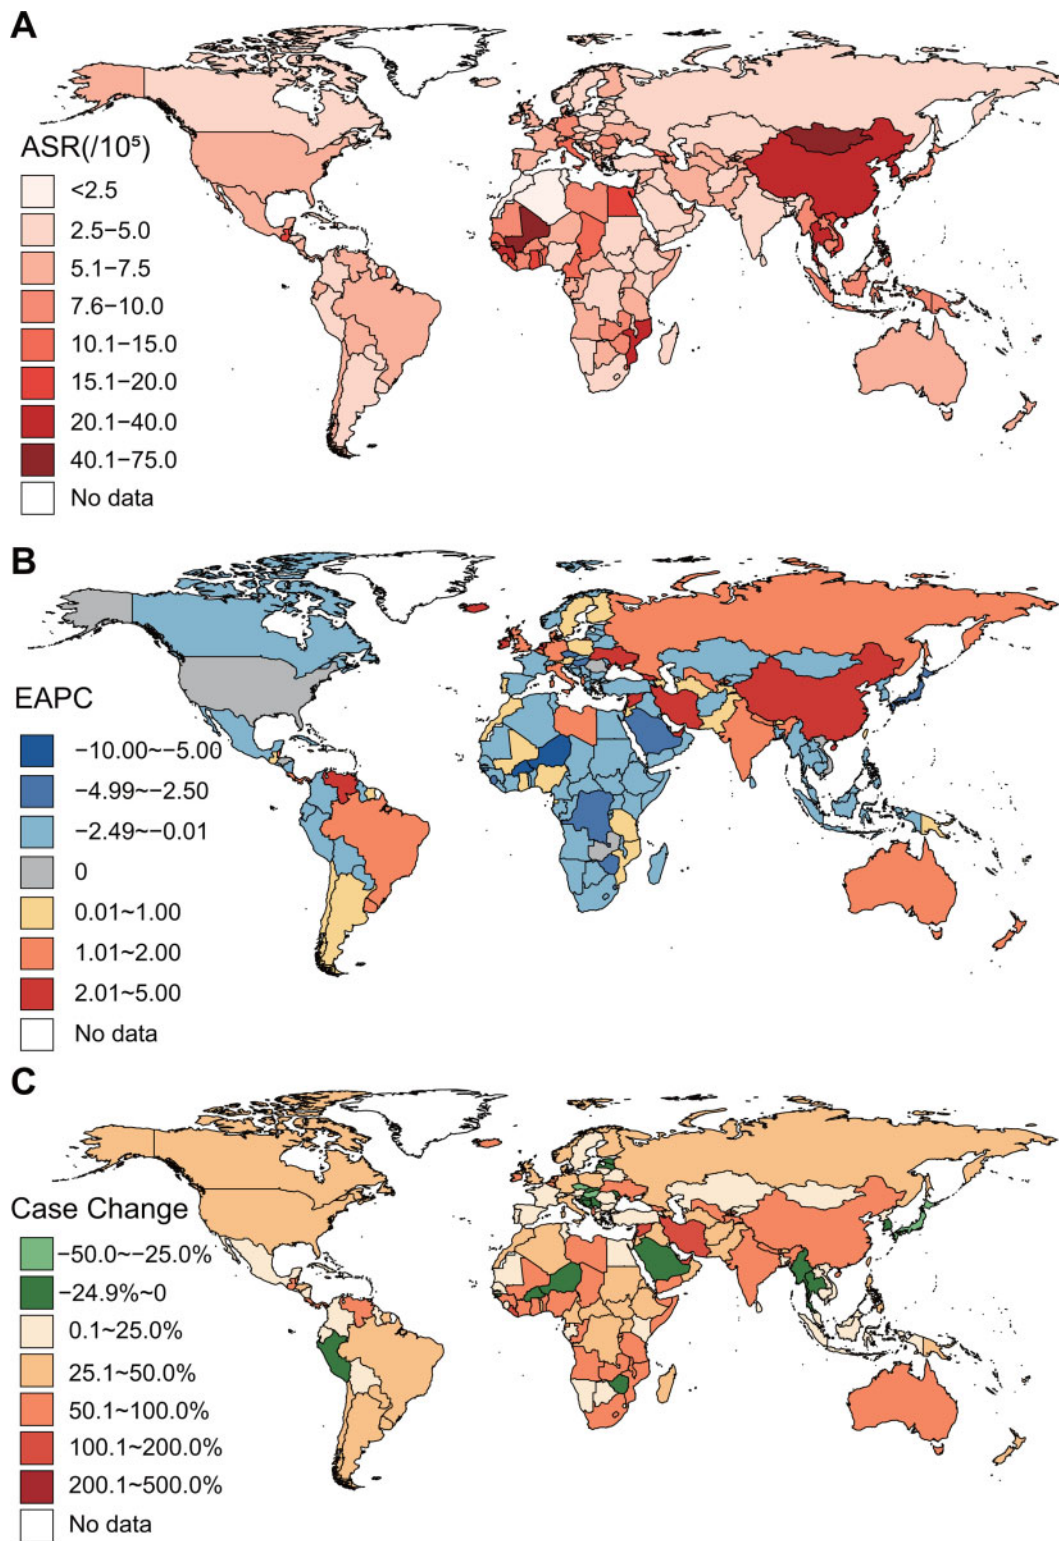 A
ASR(/10⁵)
<2.5
2.5−5.0
5.1−7.5
7.6−10.0
10.1−15.0
15.1−20.0
20.1−40.0
40.1−75.0
No data
B
EAPC
−10.00~−5.00
−4.99~−2.50
−2.49~−0.01
0
0.01~1.00
1.01~2.00
2.01~5.00
No data
C
Case Change
−50.0~−25.0%
−24.9%~0
0.1~25.0%
25.1~50.0%
50.1~100.0%
100.1~200.0%
200.1~500.0%
No data